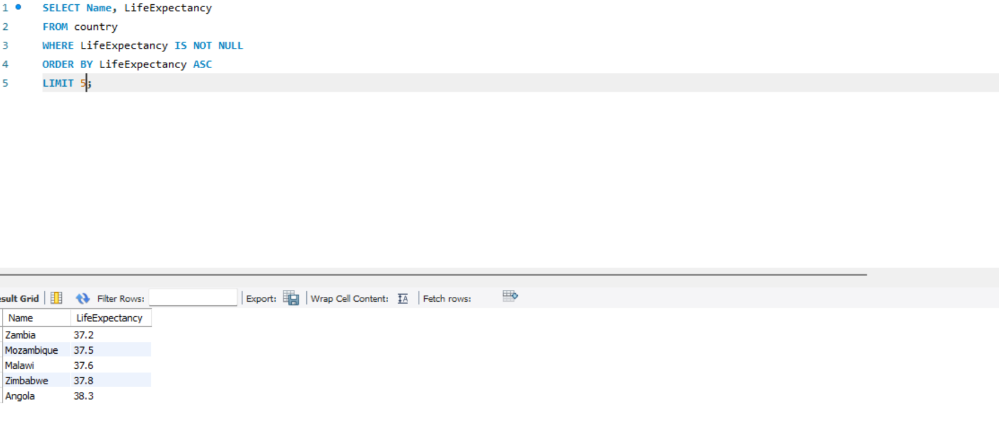 1 SELECT Name, LifeExpectancy
2 FROM country
3 WHERE LifeExpectancy IS NOT NULL
4 ORDER BY LifeExpectancy ASC
5 LIMIT 5;
esult Grid Filter Rows: Export: Wrap Cell Content: IA Fetch rows:
Name LifeExpectancy
Zambia 37.2
Mozambique 37.5
Malawi 37.6
Zimbabwe 37.8
Angola 38.3